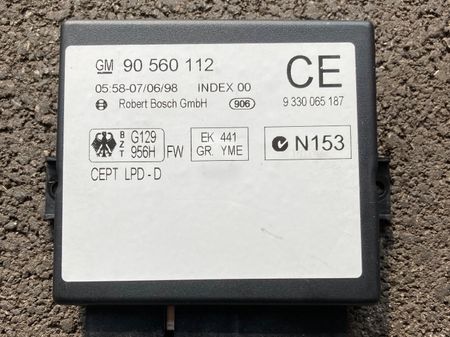 GM 90 560 112
CE
05:58-07/06/98 INDEX 00
Robert Bosch GmbH 906
9 330 065 187
BZT G129 956H FW
EK 441
GR. YME
N153
CEPT LPD - D